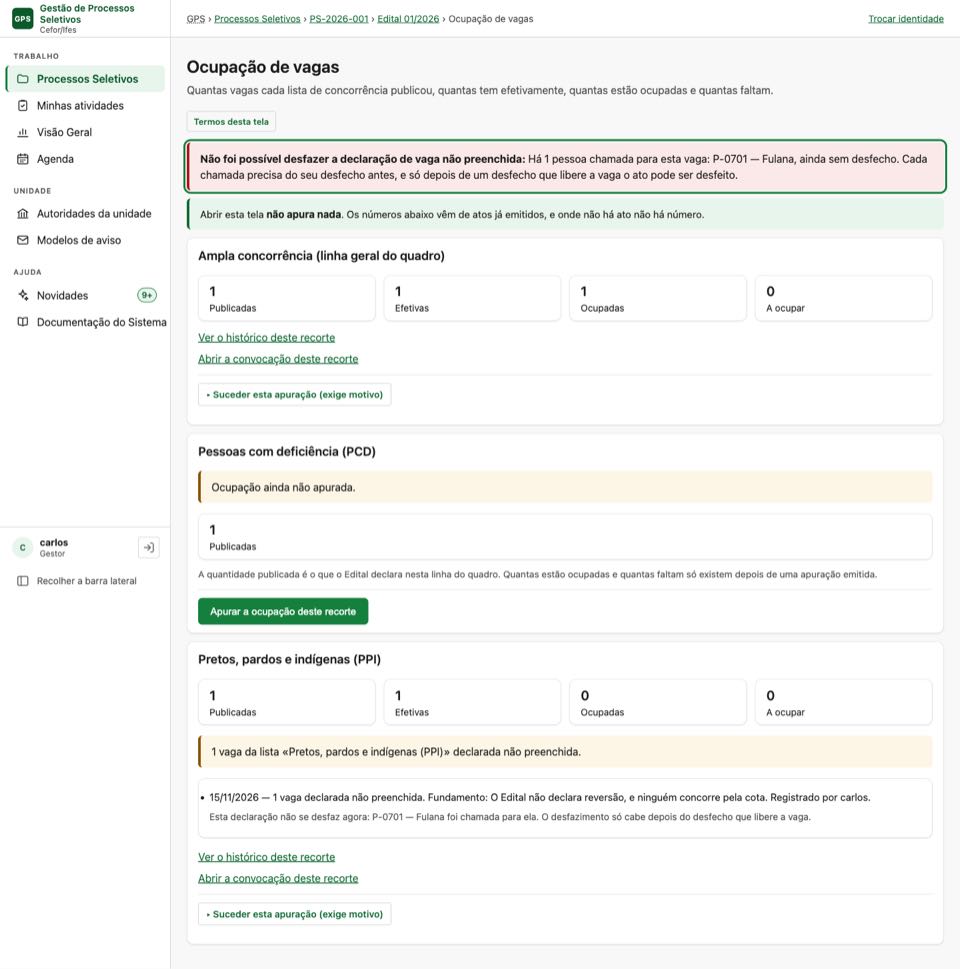 GPS
Gestão de Processos
Seletivos
Cefor/Ifes
GPS › Processos Seletivos › PS-2026-001 › Edital 01/2026 › Ocupação de vagas
Trocar identidade
TRABALHO
Processos Seletivos
Minhas atividades
Visão Geral
Agenda
UNIDADE
Autoridades da unidade
Modelos de aviso
AJUDA
Novidades
9+
Documentação do Sistema
C
carlos
Gestor
Recolher a barra lateral
Ocupação de vagas
Quantas vagas cada lista de concorrência publicou, quantas tem efetivamente, quantas estão ocupadas e quantas faltam.
Termos desta tela
Não foi possível desfazer a declaração de vaga não preenchida: Há 1 pessoa chamada para esta vaga: P-0701 — Fulana, ainda sem desfecho. Cada
chamada precisa do seu desfecho antes, e só depois de um desfecho que libere a vaga o ato pode ser desfeito.
Abrir esta tela não apura nada. Os números abaixo vêm de atos já emitidos, e onde não há ato não há número.
Ampla concorrência (linha geral do quadro)
1
Publicadas
1
Efetivas
1
Ocupadas
0
A ocupar
Ver o histórico deste recorte
Abrir a convocação deste recorte
Suceder esta apuração (exige motivo)
Pessoas com deficiência (PCD)
Ocupação ainda não apurada.
1
Publicadas
A quantidade publicada é o que o Edital declara nesta linha do quadro. Quantas estão ocupadas e quantas faltam só existem depois de uma apuração emitida.
Apurar a ocupação deste recorte
Pretos, pardos e indígenas (PPI)
1
Publicadas
1
Efetivas
0
Ocupadas
0
A ocupar
1 vaga da lista «Pretos, pardos e indígenas (PPI)» declarada não preenchida.
• 15/11/2026 — 1 vaga declarada não preenchida. Fundamento: O Edital não declara reversão, e ninguém concorre pela cota. Registrado por carlos.
Esta declaração não se desfaz agora: P-0701 — Fulana foi chamada para ela. O desfazimento só cabe depois do desfecho que libere a vaga.
Ver o histórico deste recorte
Abrir a convocação deste recorte
Suceder esta apuração (exige motivo)